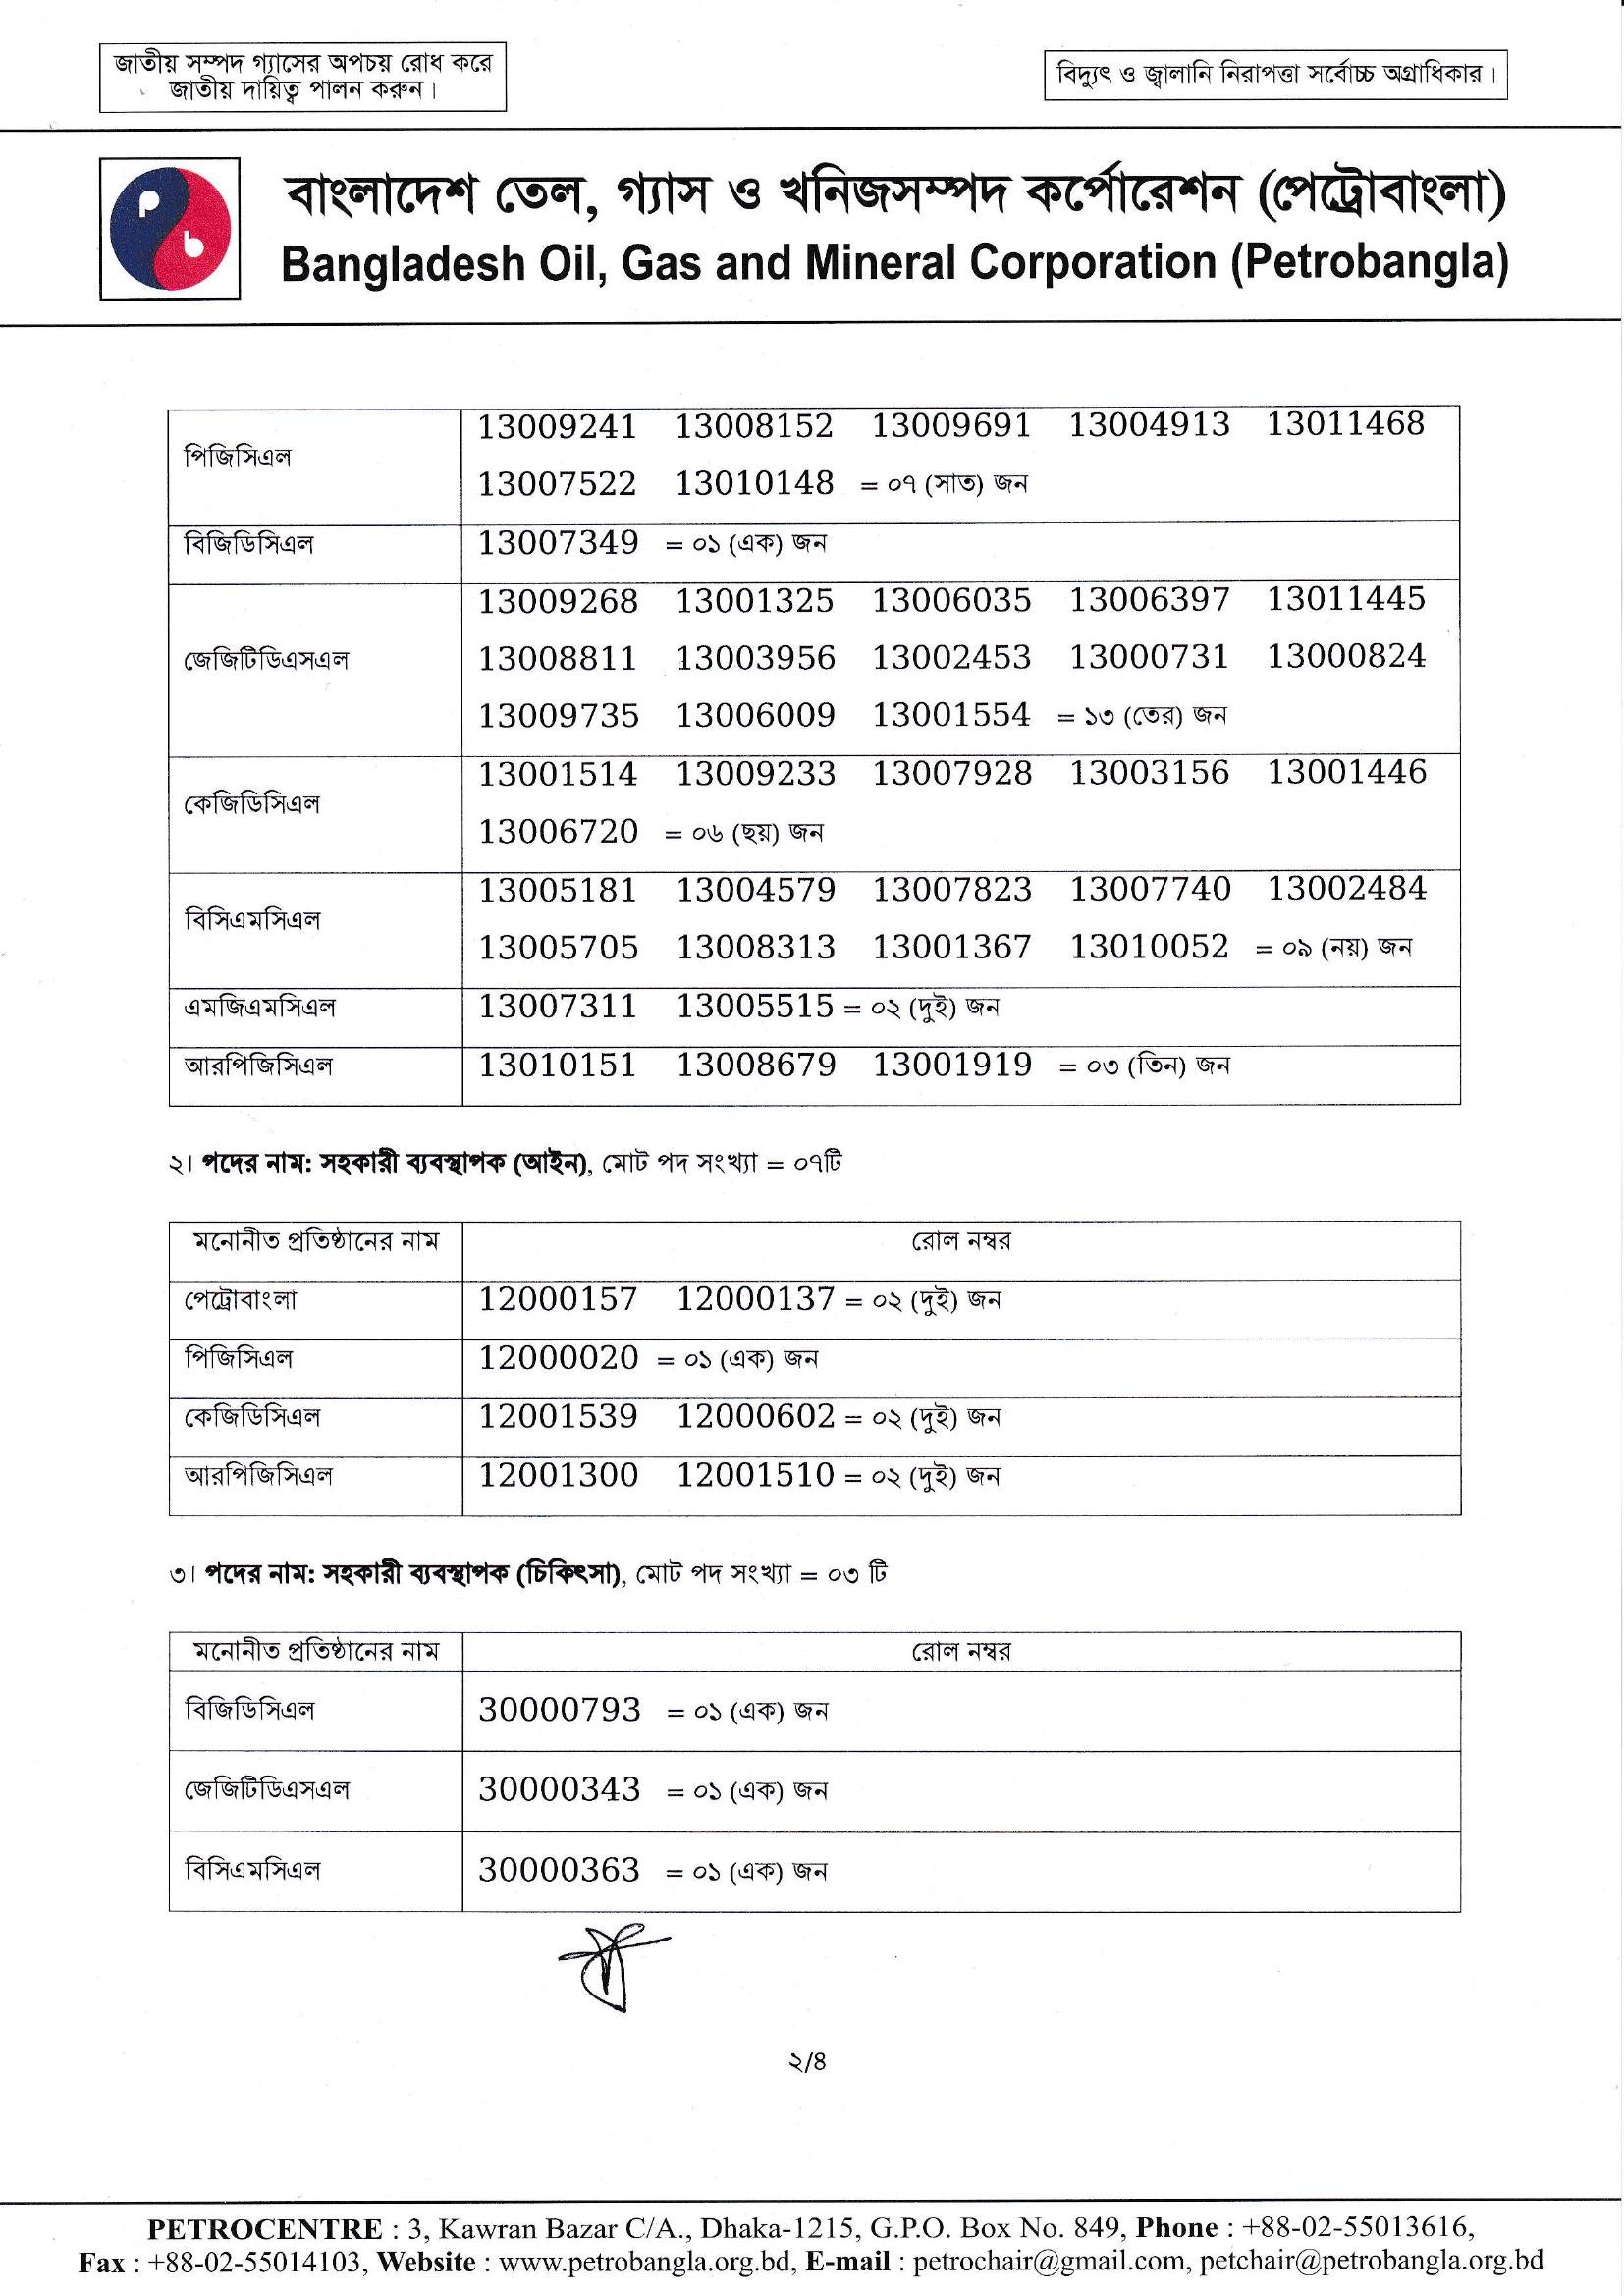 জাতীয় সম্পদ গ্যাসের অপচয় রোধ করে
জাতীয় দায়িত্ব পালন করুন।
বিদ্যুৎ ও জ্বালানি নিরাপত্তা সর্বোচ্চ অগ্রাধিকার।
p
b
বাংলাদেশ তেল, গ্যাস ও খনিজসম্পদ কর্পোরেশন (পেট্রোবাংলা)
Bangladesh Oil, Gas and Mineral Corporation (Petrobangla)
পিজিসিএল
13009241 13008152 13009691 13004913 13011468
13007522 13010148 = ০৭ (সাত) জন
বিজিডিসিএল 13007349 = ০১ (এক) জন
জেজিটিডিএসএল
13009268 13001325 13006035 13006397 13011445
13008811 13003956 13002453 13000731 13000824
13009735 13006009 13001554 = ১৩ (তের) জন
কেজিডিসিএল
13001514 13009233 13007928 13003156 13001446
13006720 = ০৬ (ছয়) জন
বিসিএমসিএল
13005181 13004579 13007823 13007740 13002484
13005705 13008313 13001367 13010052 = ০৯ (নয়) জন
এমজিএমসিএল 13007311 13005515 = ০২ (দুই) জন
আরপিজিসিএল 13010151 13008679 13001919 = ০৩ (তিন) জন
২। পদের নাম: সহকারী ব্যবস্থাপক (আইন), মোট পদ সংখ্যা = ০৭টি
মনোনীত প্রতিষ্ঠানের নাম রোল নম্বর
পেট্রোবাংলা 12000157 12000137 = ০২ (দুই) জন
পিজিসিএল 12000020 = ০১ (এক) জন
কেজিডিসিএল 12001539 12000602 = ০২ (দুই) জন
আরপিজিসিএল 12001300 12001510 = ০২ (দুই) জন
৩। পদের নাম: সহকারী ব্যবস্থাপক (চিকিৎসা), মোট পদ সংখ্যা = ০৩ টি
মনোনীত প্রতিষ্ঠানের নাম রোল নম্বর
বিজিডিসিএল 30000793 = ০১ (এক) জন
জেজিটিডিএসএল 30000343 = ০১ (এক) জন
বিসিএমসিএল 30000363 = ০১ (এক) জন
২/৪
PETROCENTRE : 3, Kawran Bazar C/A., Dhaka-1215, G.P.O. Box No. 849, Phone : +88-02-55013616,
Fax : +88-02-55014103, Website : www.petrobangla.org.bd, E-mail : petrochair@gmail.com, petchair@petrobangla.org.bd